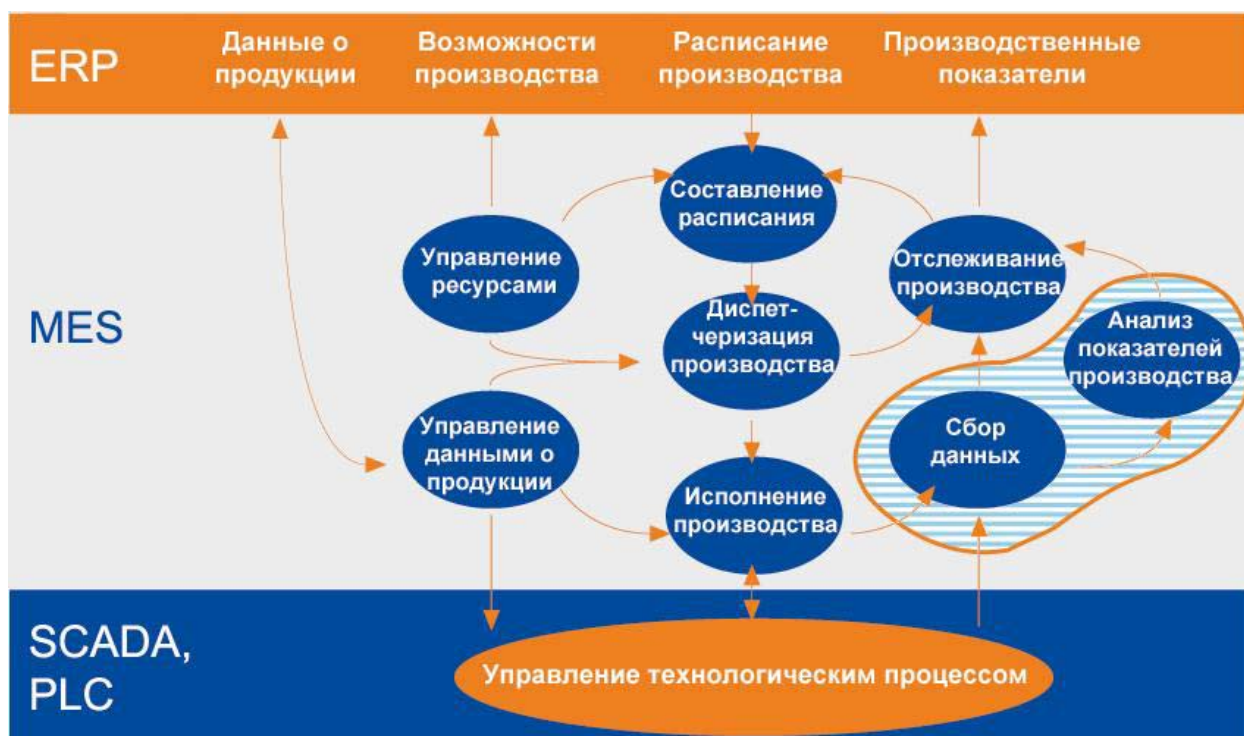 ERP
Данные о
продукции
Возможности
производства
Расписание
производства
Производственные
показатели
MES
Составление
расписания
Управление
ресурсами
Отслеживание
производства
Диспет-
черизация
производства
Анализ
показателей
производства
Управление
данными о
продукции
Сбор
данных
Исполнение
производства
SCADA,
PLC
Управление технологическим процессом